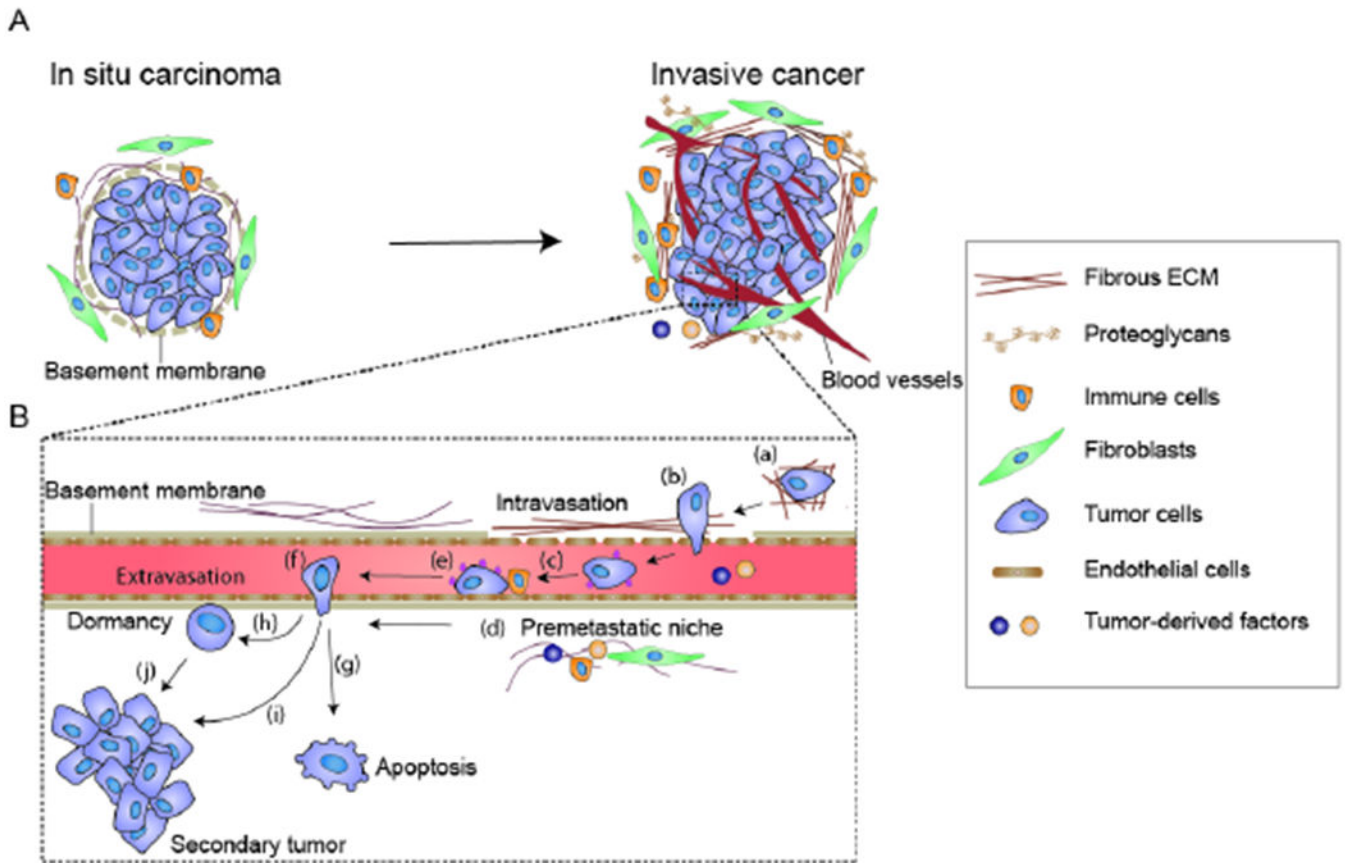 A
In situ carcinoma
Invasive cancer
Basement membrane
Blood vessels
Fibrous ECM
Proteoglycans
Immune cells
Fibroblasts
Tumor cells
Endothelial cells
Tumor-derived factors
B
Basement membrane
Intravasation
(a)
(b)
Extravasation
(f)
(e)
(c)
Dormancy
(h)
(d)
Premetastatic niche
(j)
(g)
(i)
Apoptosis
Secondary tumor